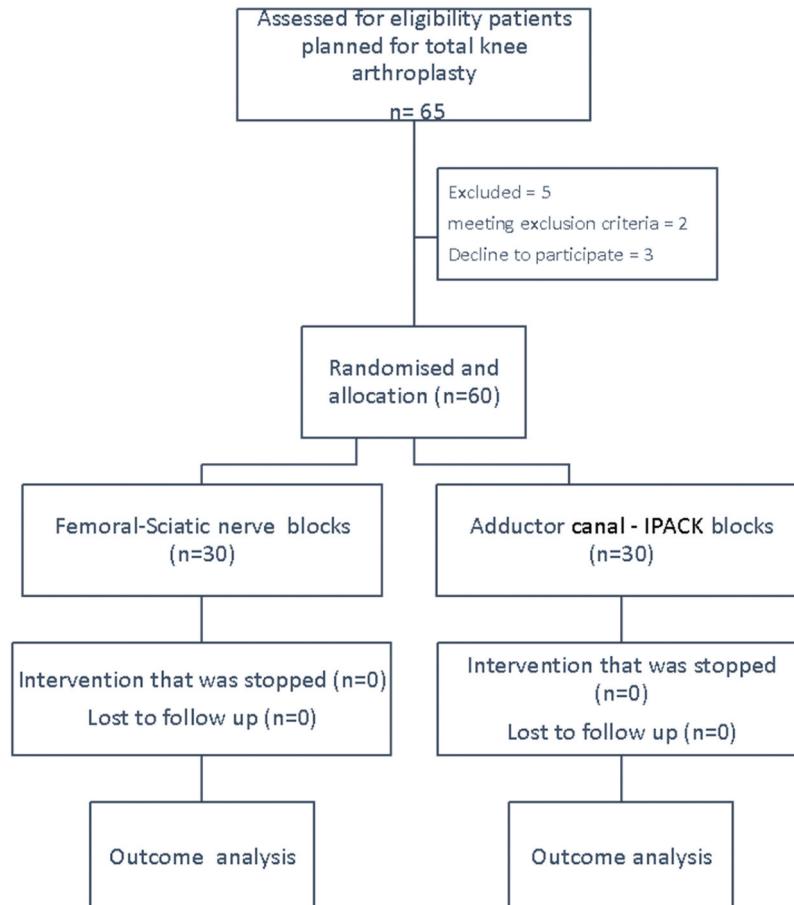 Assessed for eligibility patients
planned for total knee
arthroplasty
n= 65
Excluded = 5
meeting exclusion criteria = 2
Decline to participate = 3
Randomised and
allocation (n=60)
Femoral-Sciatic nerve blocks
(n=30)
Adductor canal - IPACK blocks
(n=30)
Intervention that was stopped (n=0)
Lost to follow up (n=0)
Intervention that was stopped
(n=0)
Lost to follow up (n=0)
Outcome analysis
Outcome analysis